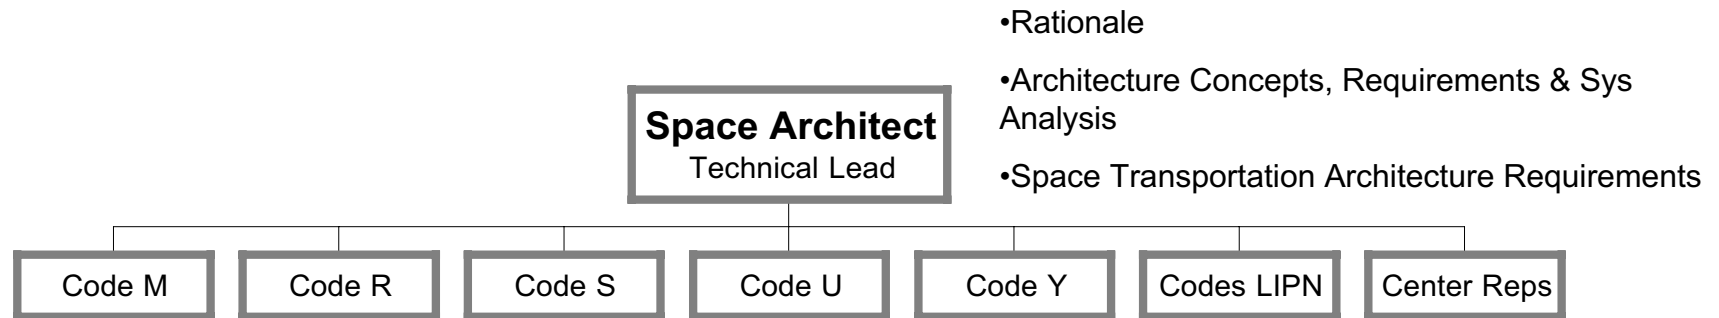 •Rationale
•Architecture Concepts, Requirements & Sys
Analysis
•Space Transportation Architecture Requirements
Space Architect
Technical Lead
Code M
Code R
Code S
Code U
Code Y
Codes LIPN
Center Reps